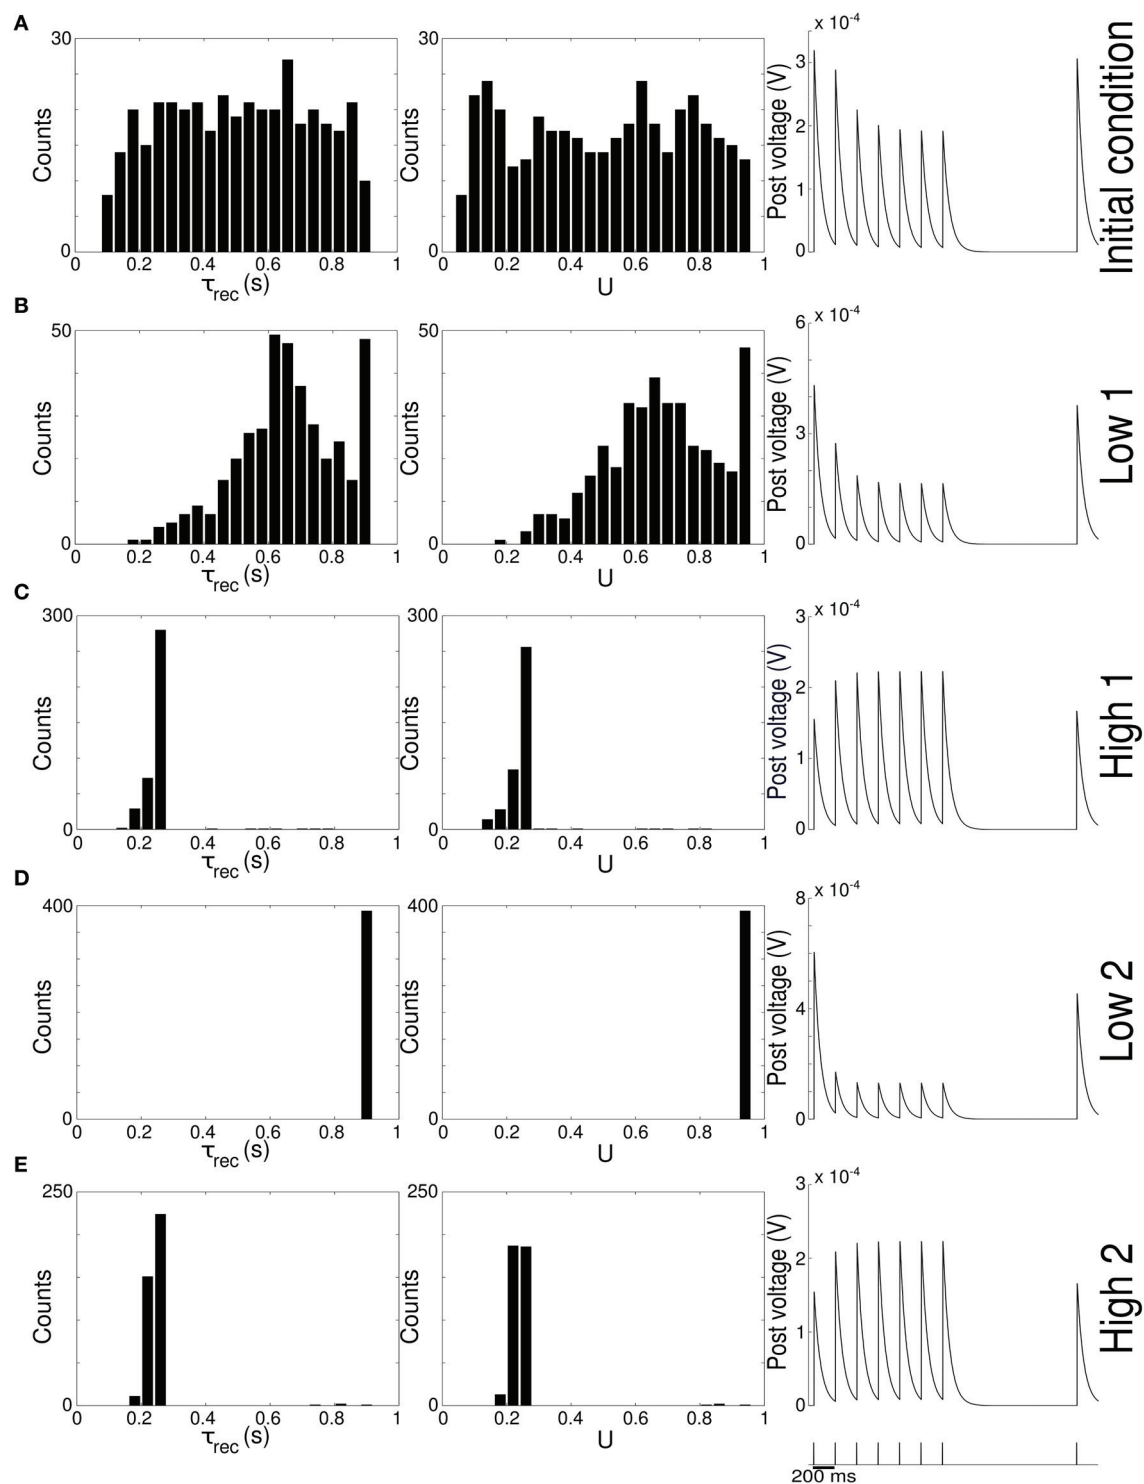 A
30
0
Counts
0 0.2 0.4 0.6 0.8 1
τrec (s)
30
0
Counts
0 0.2 0.4 0.6 0.8 1
U
x 10-4
3
2
1
0
Post voltage (V)
Initial condition
B
50
0
Counts
0 0.2 0.4 0.6 0.8 1
τrec (s)
50
0
Counts
0 0.2 0.4 0.6 0.8 1
U
x 10-4
6
3
0
Post voltage (V)
Low 1
C
300
0
Counts
0 0.2 0.4 0.6 0.8 1
τrec (s)
300
0
Counts
0 0.2 0.4 0.6 0.8 1
U
x 10-4
3
2
1
0
Post voltage (V)
High 1
D
400
0
Counts
0 0.2 0.4 0.6 0.8 1
τrec (s)
400
0
Counts
0 0.2 0.4 0.6 0.8 1
U
x 10-4
8
4
0
Post voltage (V)
Low 2
E
250
0
Counts
0 0.2 0.4 0.6 0.8 1
τrec (s)
250
0
Counts
0 0.2 0.4 0.6 0.8 1
U
x 10-4
3
2
1
0
Post voltage (V)
High 2
200 ms